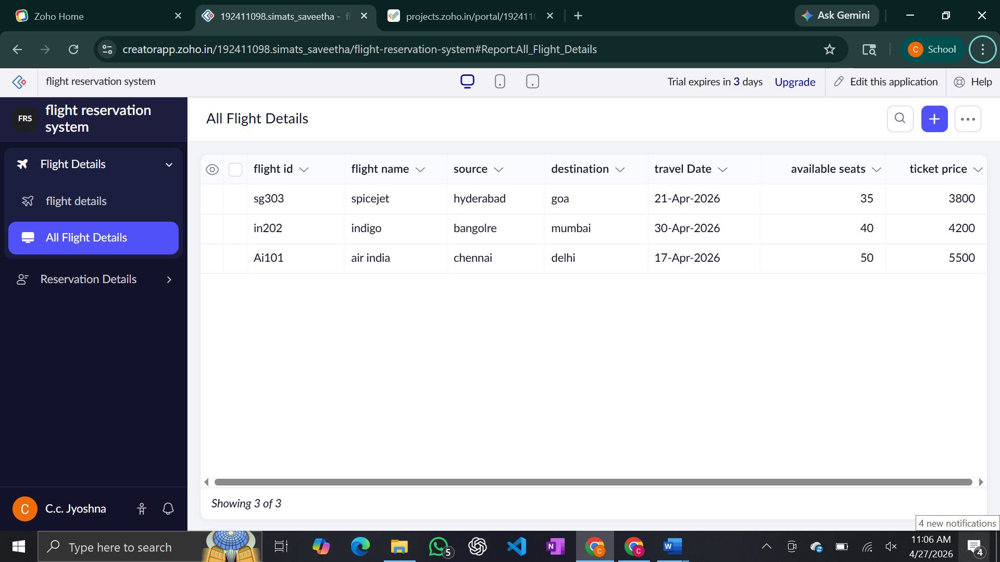 Zoho Home
192411098.simats_saveetha - fl
projects.zoho.in/portal/19241109
Ask Gemini
creatorapp.zoho.in/192411098.simats_saveetha/flight-reservation-system#Report:All_Flight_Details
C School
flight reservation system
Trial expires in 3 days Upgrade Edit this application Help
FRS flight reservation
system
All Flight Details
Flight Details
flight details
All Flight Details
Reservation Details
flight id flight name source destination travel Date available seats ticket price
sg303 spicejet hyderabad goa 21-Apr-2026 35 3800
in202 indigo bangolre mumbai 30-Apr-2026 40 4200
Ai101 air india chennai delhi 17-Apr-2026 50 5500
Showing 3 of 3
C C.c. Jyoshna
4 new notifications
Type here to search
5
11:06 AM
4/27/2026
4